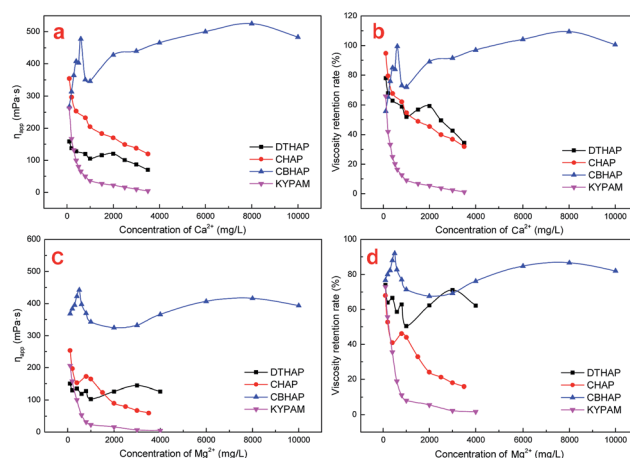 a
η_app (mPa·s)
500
400
300
200
100
0
DTHAP
CHAP
CBHAP
KYPAM
0 2000 4000 6000 8000 10000
Concentration of Ca²⁺ (mg/L)
b
Viscosity retention rate (%)
120
100
80
60
40
20
0
DTHAP
CHAP
CBHAP
KYPAM
0 2000 4000 6000 8000 10000
Concentration of Ca²⁺ (mg/L)
c
η_app (mPa·s)
600
500
400
300
200
100
0
DTHAP
CHAP
CBHAP
KYPAM
0 2000 4000 6000 8000 10000
Concentration of Mg²⁺ (mg/L)
d
Viscosity retention rate (%)
100
80
60
40
20
0
DTHAP
CHAP
CBHAP
KYPAM
0 2000 4000 6000 8000 10000
Concentration of Mg²⁺ (mg/L)